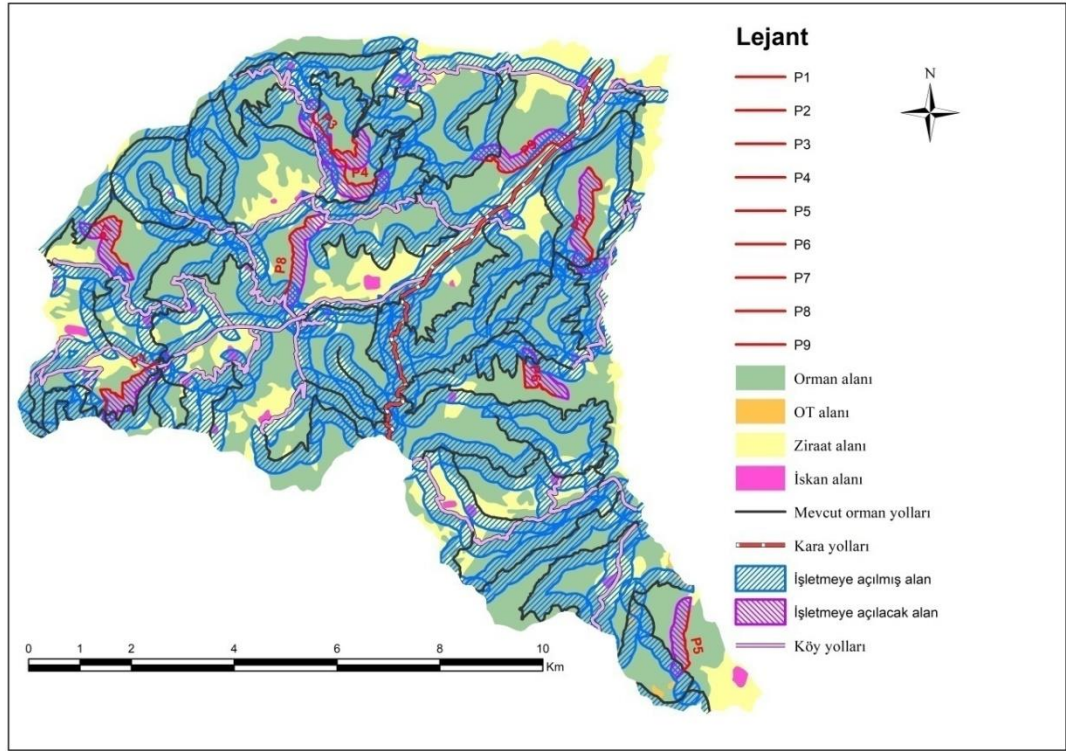 Lejant
P1
P2
P3
P4
P5
P6
P7
P8
P9
Orman alanı
OT alanı
Ziraat alanı
İskan alanı
Mevcut orman yolları
Kara yolları
İşletmeye açılmış alan
İşletmeye açılacak alan
Köy yolları
N
P3
P4
P8
P5
0 2 4 6 8 10
Km